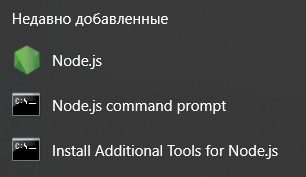 Недавно добавленные
Node.js
Node.js command prompt
Install Additional Tools for Node.js